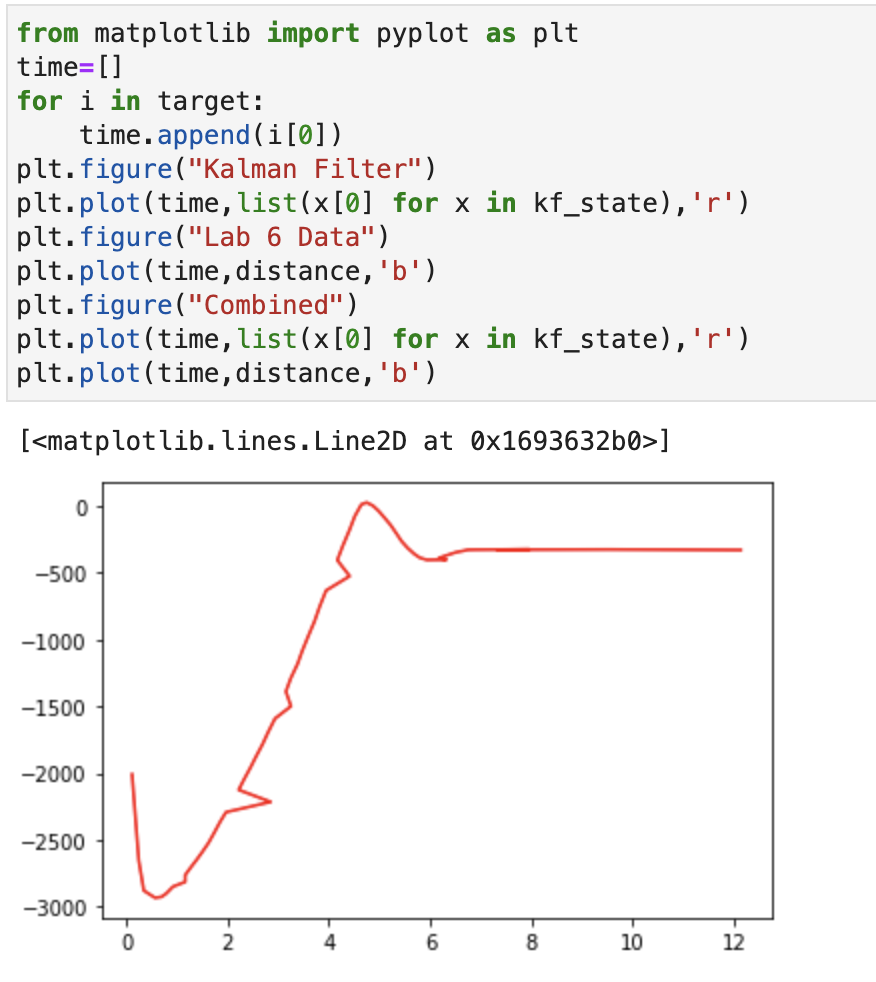 from matplotlib import pyplot as plt
time=[]
for i in target:
    time.append(i[0])
plt.figure("Kalman Filter")
plt.plot(time,list(x[0] for x in kf_state),'r')
plt.figure("Lab 6 Data")
plt.plot(time,distance,'b')
plt.figure("Combined")
plt.plot(time,list(x[0] for x in kf_state),'r')
plt.plot(time,distance,'b')
[<matplotlib.lines.Line2D at 0x1693632b0>]
0
−500
−1000
−1500
−2000
−2500
−3000
0 2 4 6 8 10 12